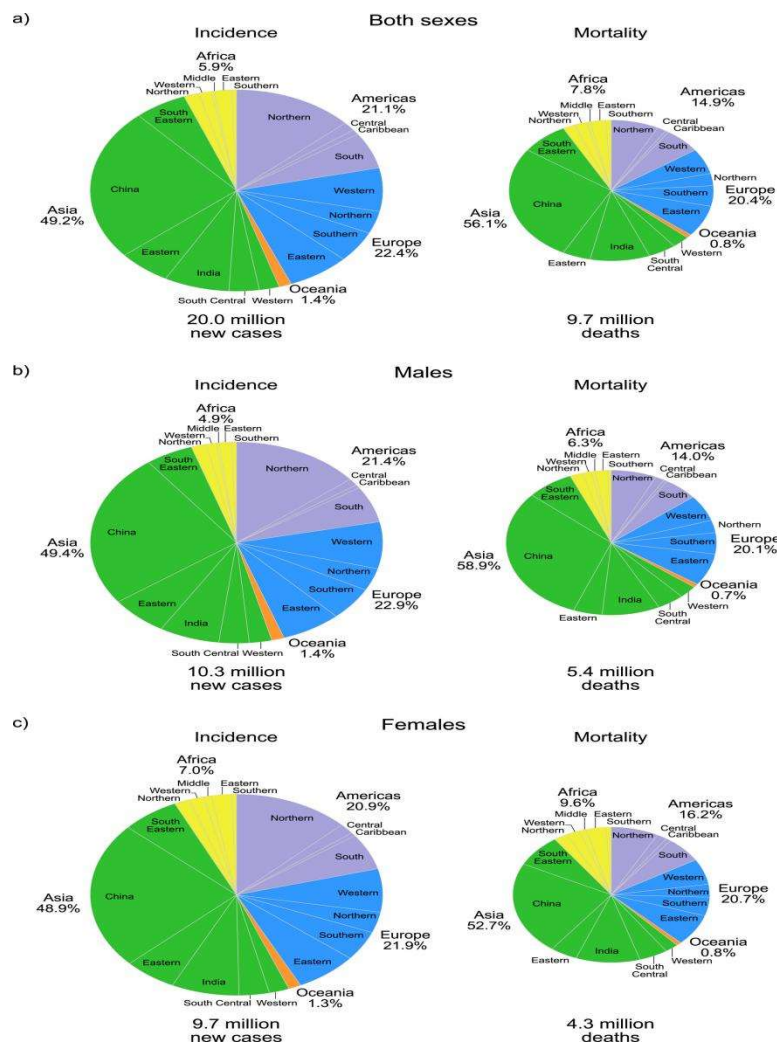 a)
Both sexes
Incidence
Mortality
Africa
5.9%
Middle
Eastern
Western
Southern
Northern
Americas
21.1%
Northern
Central
Caribbean
South
South
Eastern
China
Asia
49.2%
Western
Northern
Southern
Europe
22.4%
Eastern
Eastern
India
South Central
Western
Oceania
1.4%
20.0 million
new cases
Africa
7.8%
Middle
Eastern
Western
Southern
Northern
Americas
14.9%
Northern
Central
Caribbean
South
South
Eastern
China
Asia
56.1%
Western
Northern
Southern
Europe
20.4%
Eastern
Oceania
0.8%
Western
South
Central
India
Eastern
9.7 million
deaths
b)
Males
Incidence
Mortality
Africa
4.9%
Middle
Eastern
Western
Southern
Northern
Americas
21.4%
Northern
Central
Caribbean
South
South
Eastern
China
Asia
49.4%
Western
Northern
Southern
Europe
22.9%
Eastern
Eastern
India
South Central
Western
Oceania
1.4%
10.3 million
new cases
Africa
6.3%
Middle
Eastern
Western
Southern
Northern
Americas
14.0%
Northern
Central
Caribbean
South
South
Eastern
China
Asia
58.9%
Western
Northern
Southern
Europe
20.1%
Eastern
Oceania
0.7%
Western
South
Central
India
Eastern
5.4 million
deaths
c)
Females
Incidence
Mortality
Africa
7.0%
Middle
Eastern
Western
Southern
Northern
Americas
20.9%
Northern
Central
Caribbean
South
South
Eastern
China
Asia
48.9%
Western
Northern
Southern
Europe
21.9%
Eastern
Eastern
India
South Central
Western
Oceania
1.3%
9.7 million
new cases
Africa
9.6%
Middle
Eastern
Western
Southern
Northern
Americas
16.2%
Northern
Central
Caribbean
South
South
Eastern
China
Asia
52.7%
Western
Northern
Southern
Europe
20.7%
Eastern
Oceania
0.8%
Western
South
Central
India
Eastern
4.3 million
deaths